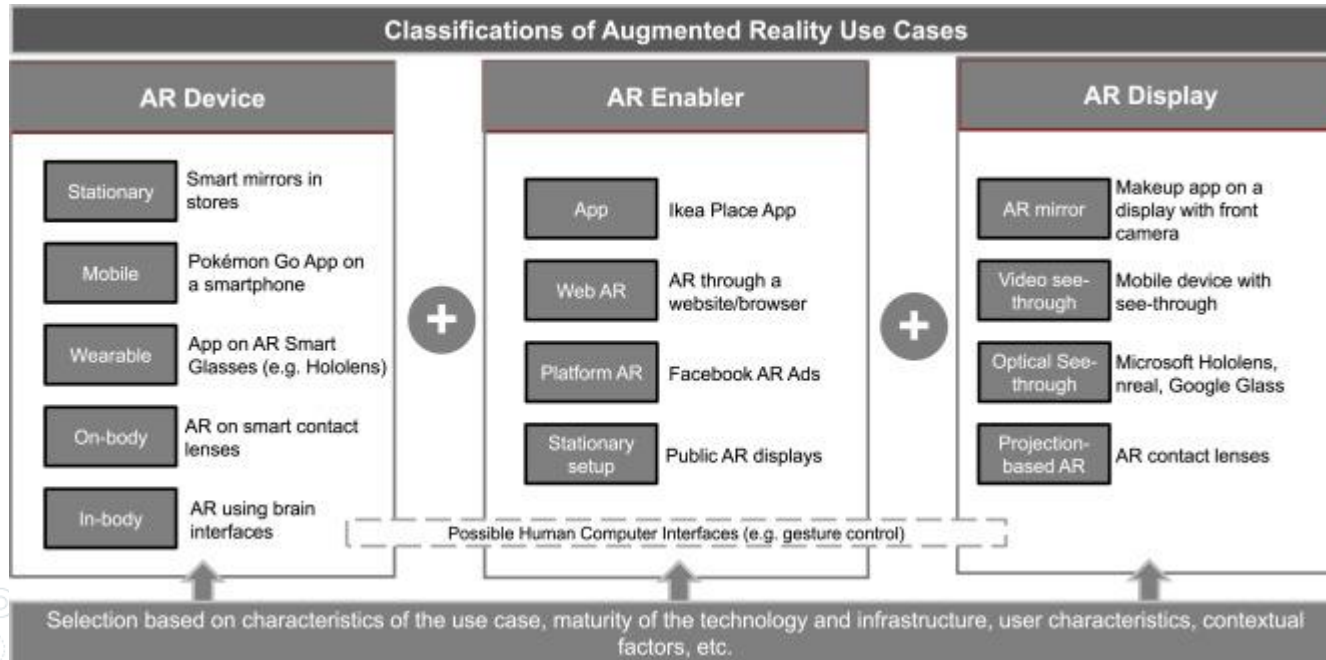 Classifications of Augmented Reality Use Cases
AR Device
Stationary
Smart mirrors in
stores
Mobile
Pokémon Go App on
a smartphone
Wearable
App on AR Smart
Glasses (e.g. Hololens)
On-body
AR on smart contact
lenses
In-body
AR using brain
interfaces
AR Enabler
App
Ikea Place App
Web AR
AR through a
website/browser
Platform AR
Facebook AR Ads
Stationary
setup
Public AR displays
AR Display
AR mirror
Makeup app on a
display with front
camera
Video see-
through
Mobile device with
see-through
Optical See-
through
Microsoft Hololens,
nreal, Google Glass
Projection-
based AR
AR contact lenses
Possible Human Computer Interfaces (e.g. gesture control)
Selection based on characteristics of the use case, maturity of the technology and infrastructure, user characteristics, contextual
factors, etc.